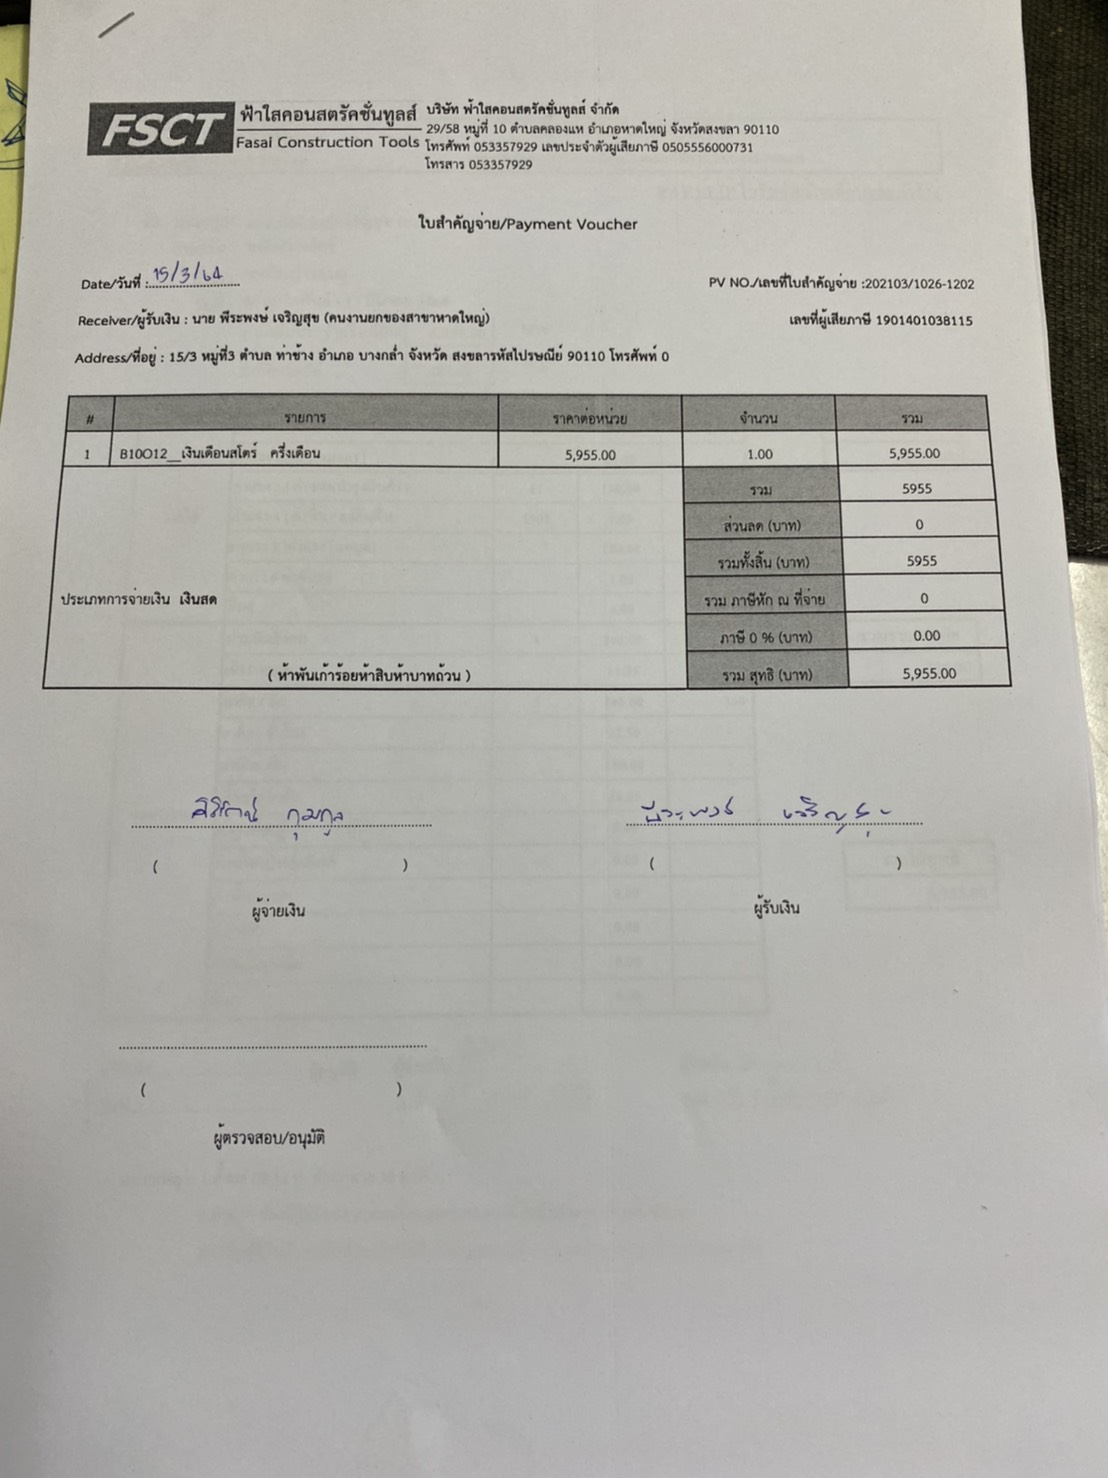 FSCT
ฟ้าใสคอนสตรัคชั่นทูลส์
Fasai Construction Tools
บริษัท ฟ้าใสคอนสตรัคชั่นทูลส์ จำกัด
29/58 หมู่ที่ 10 ตำบลคลองแห อำเภอหาดใหญ่ จังหวัดสงขลา 90110
โทรศัพท์ 053357929 เลขประจำตัวผู้เสียภาษี 0505556000731
โทรสาร 053357929
ใบสำคัญจ่าย/Payment Voucher
Date/วันที่ : 15/3/64
PV NO./เลขที่ใบสำคัญจ่าย :202103/1026-1202
Receiver/ผู้รับเงิน : นาย พีระพงษ์ เจริญสุข (คนงานยกของสาขาหาดใหญ่)
เลขที่ผู้เสียภาษี 1901401038115
Address/ที่อยู่ : 15/3 หมู่ที่3 ตำบล ท่าช้าง อำเภอ บางกล่ำ จังหวัด สงขลารหัสไปรษณีย์ 90110 โทรศัพท์ 0
# รายการ ราคาต่อหน่วย จำนวน รวม
1 B10O12__เงินเดือนสโตร์ ครึ่งเดือน 5,955.00 1.00 5,955.00
รวม 5955
ส่วนลด (บาท) 0
รวมทั้งสิ้น (บาท) 5955
ประเภทการจ่ายเงิน เงินสด
รวม ภาษีหัก ณ ที่จ่าย 0
ภาษี 0 % (บาท) 0.00
( ห้าพันเก้าร้อยห้าสิบห้าบาทถ้วน )
รวม สุทธิ (บาท) 5,955.00
พีระพงษ์ เจริญสุข
( ) ( )
ผู้จ่ายเงิน ผู้รับเงิน
( )
ผู้ตรวจสอบ/อนุมัติ